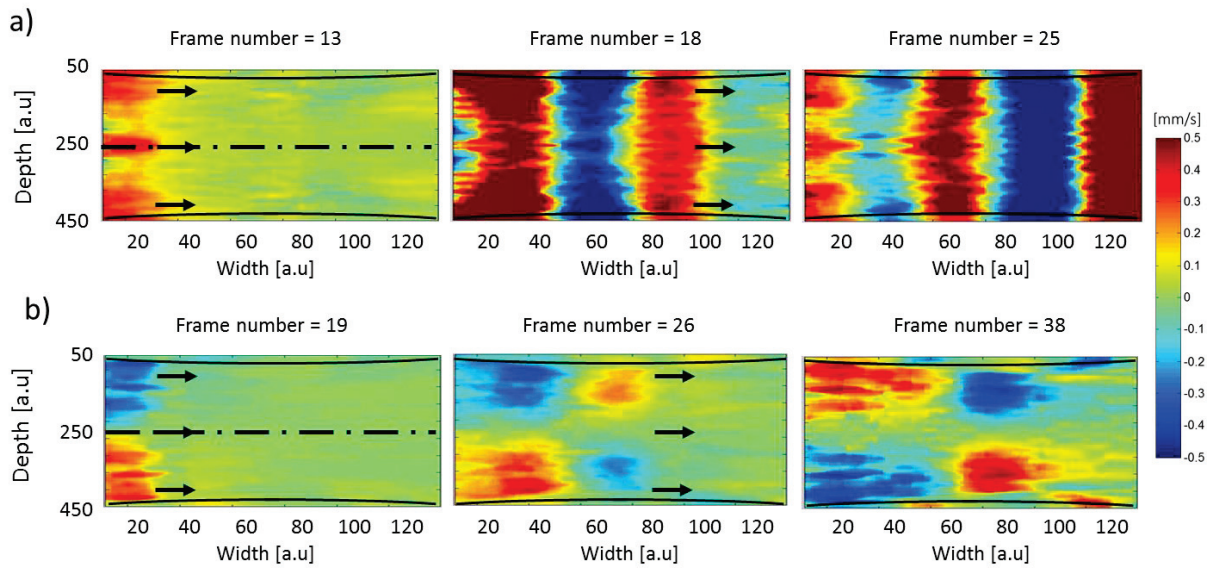 a)
Frame number = 13
Frame number = 18
Frame number = 25
50
250
450
Depth [a.u]
20 40 60 80 100 120
20 40 60 80 100 120
20 40 60 80 100 120
Width [a.u]
Width [a.u]
Width [a.u]
[mm/s]
0.5
0.4
0.3
0.2
0.1
0
-0.1
-0.2
-0.3
-0.4
-0.5
b)
Frame number = 19
Frame number = 26
Frame number = 38
50
250
450
Depth [a.u]
20 40 60 80 100 120
20 40 60 80 100 120
20 40 60 80 100 120
Width [a.u]
Width [a.u]
Width [a.u]